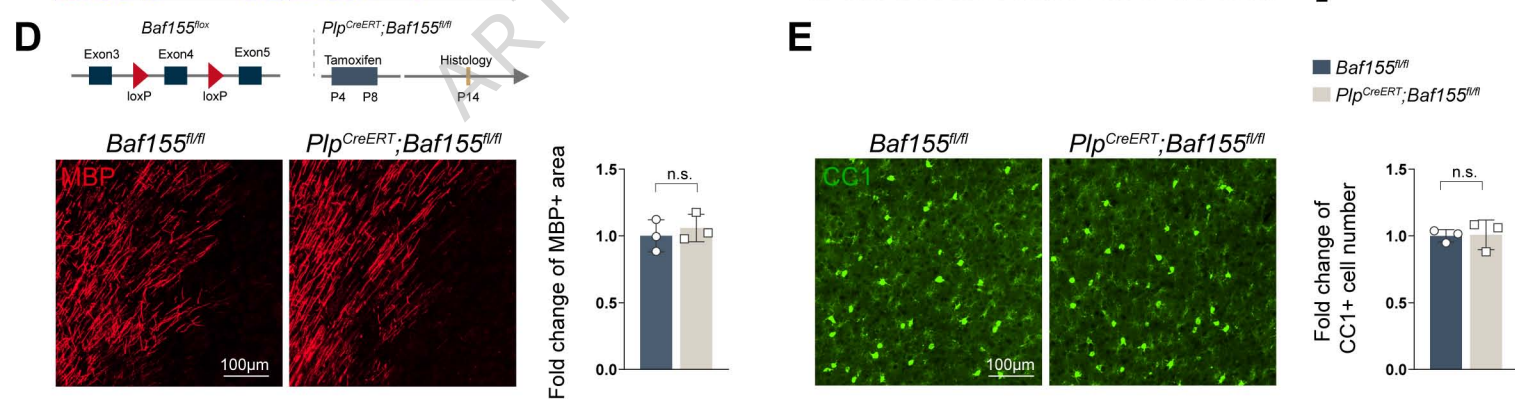 D
Baf155flox
Exon3 Exon4 Exon5
loxP loxP
PlpCreERT;Baf155fl/fl
Tamoxifen Histology
P4 P8 P14
Baf155fl/fl PlpCreERT;Baf155fl/fl
MBP
100μm
Fold change of MBP+ area
1.5
1.0
0.5
0.0
n.s.
E
Baf155fl/fl
PlpCreERT;Baf155fl/fl
Baf155fl/fl PlpCreERT;Baf155fl/fl
CC1
100μm
Fold change of
CC1+ cell number
1.5
1.0
0.5
0.0
n.s.
ART